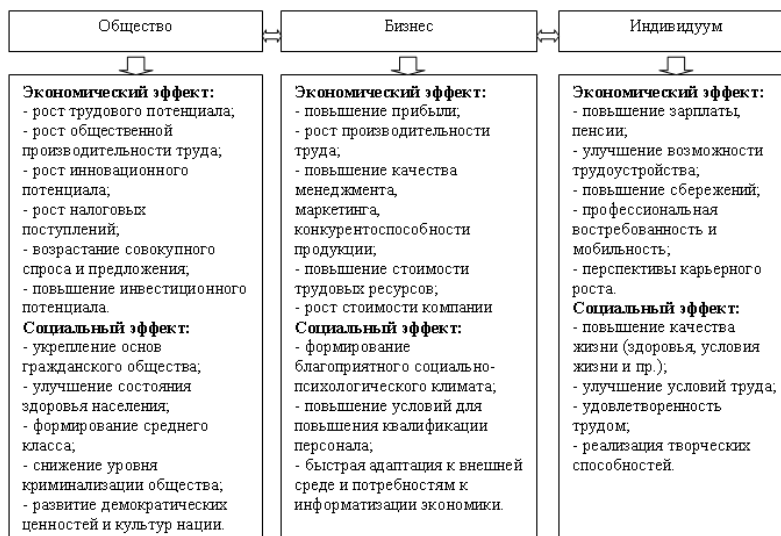 Общество
Бизнес
Индивидуум
Экономический эффект:
- рост трудового потенциала;
- рост общественной
производительности труда;
- рост инновационного
потенциала;
- рост налоговых
поступлений;
- возрастание совокупного
спроса и предложения;
- повышение инвестиционного
потенциала.
Социальный эффект:
- укрепление основ
гражданского общества;
- улучшение состояния
здоровья населения;
- формирование среднего
класса;
- снижение уровня
криминализации общества;
- развитие демократических
ценностей и культур нации.
Экономический эффект:
- повышение прибыли;
- рост производительности
труда;
- повышение качества
менеджмента,
маркетинга,
конкурентоспособности
продукции;
- повышение стоимости
трудовых ресурсов;
- рост стоимости компании
Социальный эффект:
- формирование
благоприятного социально-
психологического климата;
- повышение условий для
повышения квалификации
персонала;
- быстрая адаптация к внешней
среде и потребностям к
информатизации экономики.
Экономический эффект:
- повышение зарплаты,
пенсии;
- улучшение возможности
трудоустройства;
- повышение сбережений;
- профессиональная
востребованность и
мобильность;
- перспективы карьерного
роста.
Социальный эффект:
- повышение качества
жизни (здоровья, условия
жизни и пр.);
- улучшение условий труда;
- удовлетворенность
трудом;
- реализация творческих
способностей.